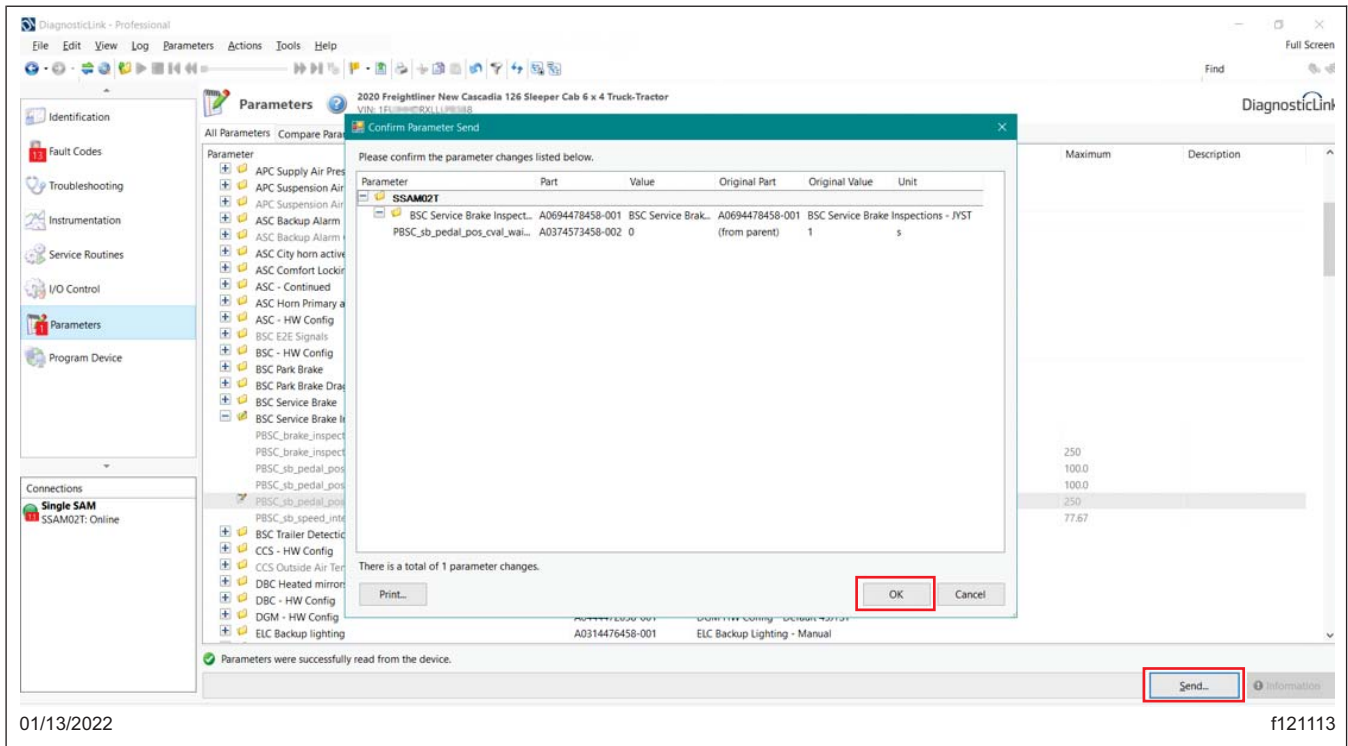 DiagnosticLink - Professional
File Edit View Log Parameters Actions Tools Help
Full Screen
Find
Identification
Fault Codes
13
Troubleshooting
Instrumentation
Service Routines
I/O Control
Parameters
1
Program Device
Connections
Single SAM
SSAM02T: Online
11
Parameters
2020 Freightliner New Cascadia 126 Sleeper Cab 6 x 4 Truck-Tractor
VIN:
DiagnosticLink
All Parameters Compare Para
Parameter Maximum Description
APC Supply Air Pres
APC Suspension Air
APC Suspension Air
ASC Backup Alarm
ASC Backup Alarm
ASC City horn active
ASC Comfort Lockin
ASC - Continued
ASC Horn Primary a
ASC - HW Config
BSC E2E Signals
BSC - HW Config
BSC Park Brake
BSC Park Brake Drag
BSC Service Brake
BSC Service Brake In
PBSC_brake_inspect
PBSC_brake_inspect 250
PBSC_sb_pedal_pos 100.0
PBSC_sb_pedal_pos 100.0
PBSC_sb_pedal_pos 250
PBSC_sb_speed_inte 77.67
BSC Trailer Detectic
CCS - HW Config
CCS Outside Air Ter
DBC Heated mirror
DBC - HW Config
DGM - HW Config
ELC Backup lighting A0314476458-001 ELC Backup Lighting - Manual
Confirm Parameter Send
Please confirm the parameter changes listed below.
Parameter Part Value Original Part Original Value Unit
SSAM02T
BSC Service Brake Inspect... A0694478458-001 BSC Service Brak... A0694478458-001 BSC Service Brake Inspections - JYST
PBSC_sb_pedal_pos_cval_wai... A0374573458-002 0 (from parent) 1 s
There is a total of 1 parameter changes.
Print... OK Cancel
Parameters were successfully read from the device.
Send... Information
01/13/2022 f121113